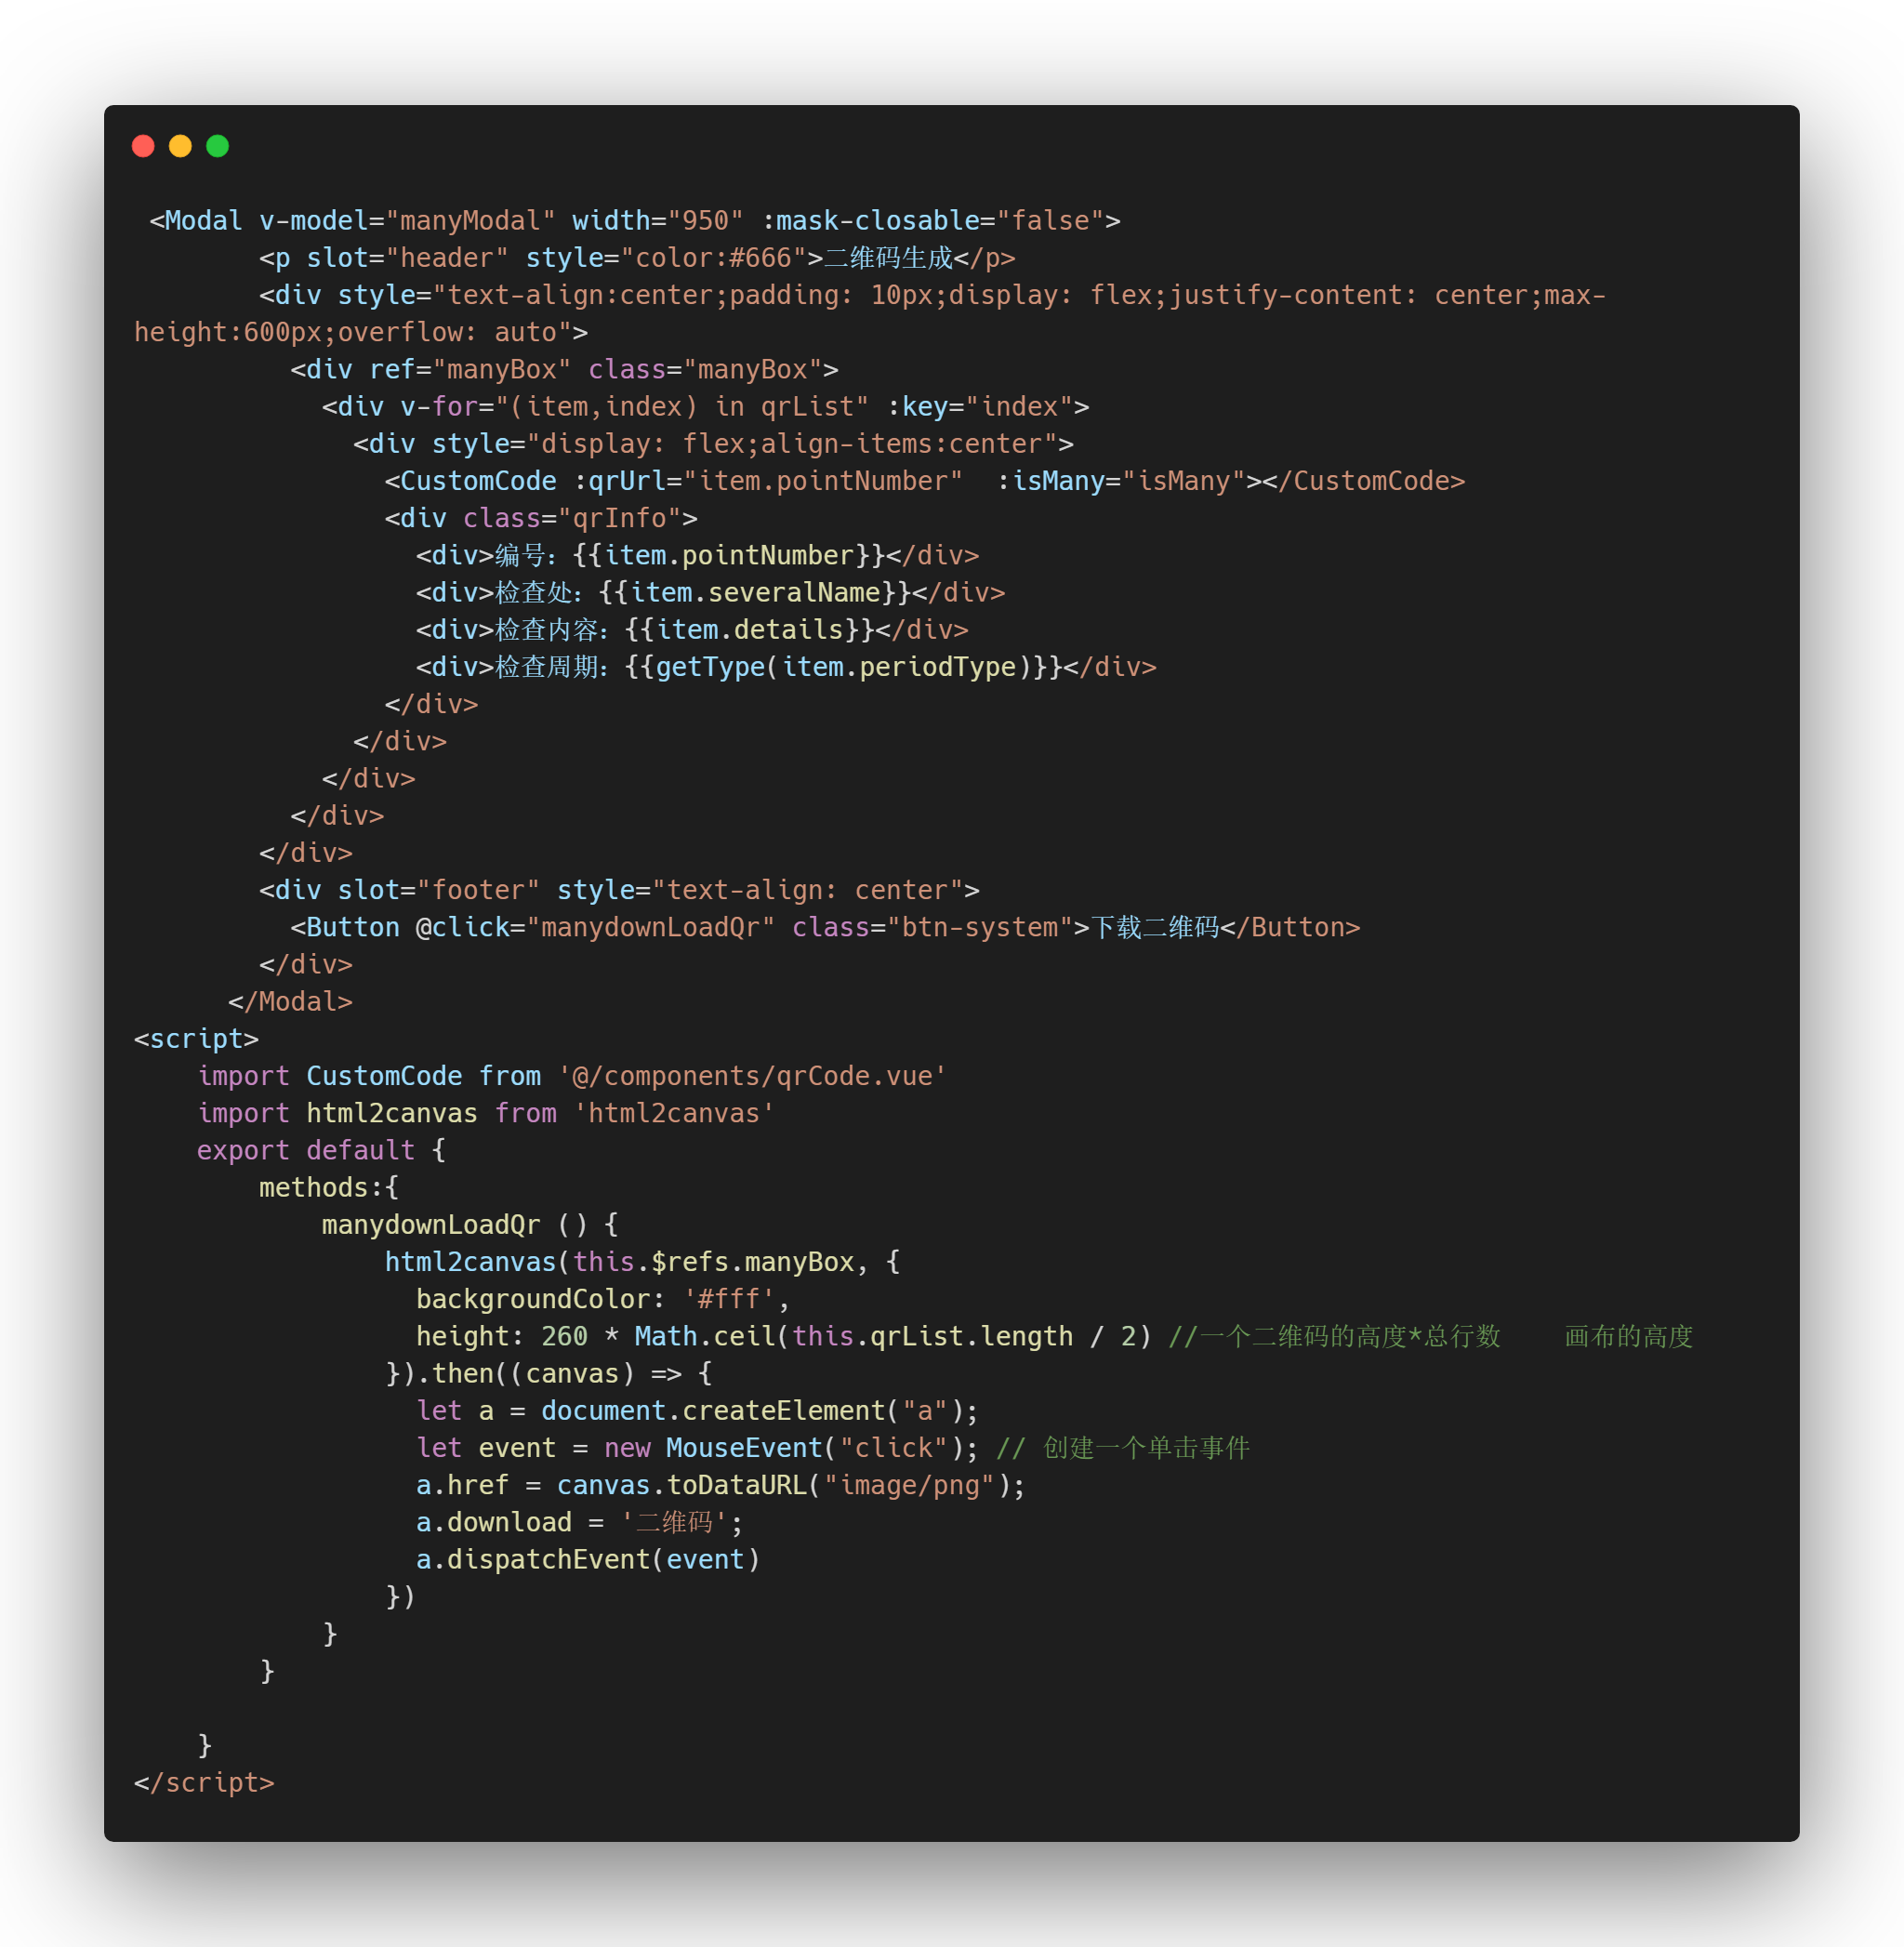 <Modal v-model="manyModal" width="950" :mask-closable="false">
<p slot="header" style="color:#666">二维码生成</p>
<div style="text-align:center;padding: 10px;display: flex;justify-content: center;max-
height:600px;overflow: auto">
<div ref="manyBox" class="manyBox">
<div v-for="(item,index) in qrList" :key="index">
<div style="display: flex;align-items:center">
<CustomCode :qrUrl="item.pointNumber"  :isMany="isMany"></CustomCode>
<div class="qrInfo">
<div>编号：{{item.pointNumber}}</div>
<div>检查处：{{item.severalName}}</div>
<div>检查内容：{{item.details}}</div>
<div>检查周期：{{getType(item.periodType)}}</div>
</div>
</div>
</div>
</div>
</div>
<div slot="footer" style="text-align: center">
<Button @click="manydownLoadQr" class="btn-system">下载二维码</Button>
</div>
</Modal>
<script>
import CustomCode from '@/components/qrCode.vue'
import html2canvas from 'html2canvas'
export default {
methods:{
manydownLoadQr () {
html2canvas(this.$refs.manyBox, {
backgroundColor: '#fff',
height: 260 * Math.ceil(this.qrList.length / 2) //一个二维码的高度*总行数    画布的高度
}).then((canvas) => {
let a = document.createElement("a");
let event = new MouseEvent("click"); // 创建一个单击事件
a.href = canvas.toDataURL("image/png");
a.download = '二维码';
a.dispatchEvent(event)
})
}
}
}
</script>